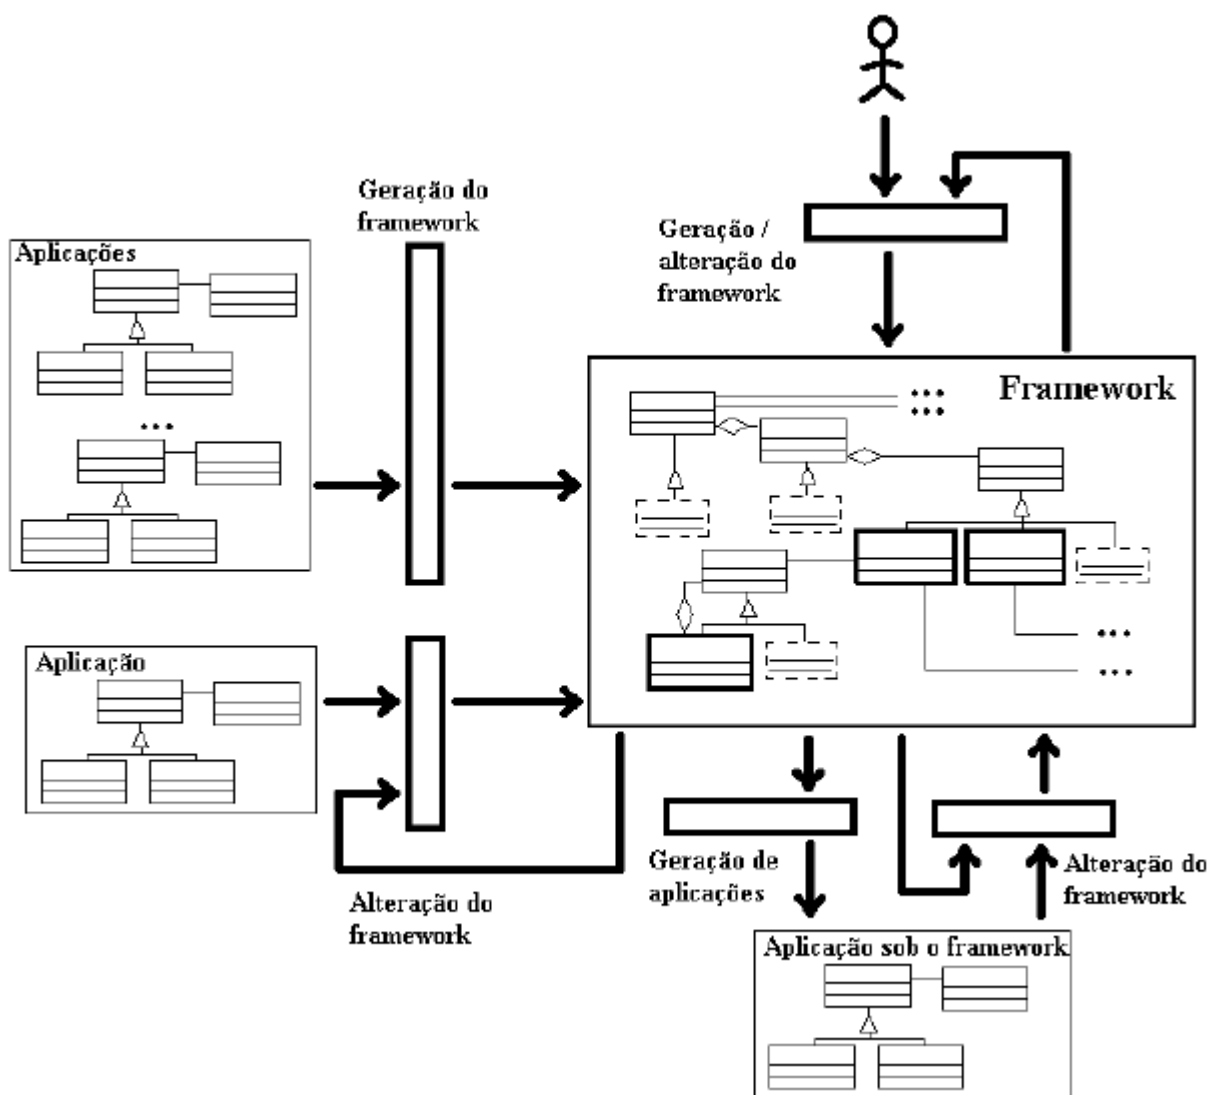 Geração do
framework
Geração /
alteração do
framework
Aplicações
...
Framework
...
...
...
...
Aplicação
Alteração do
framework
Geração de
aplicações
Alteração do
framework
Aplicação sob o framework